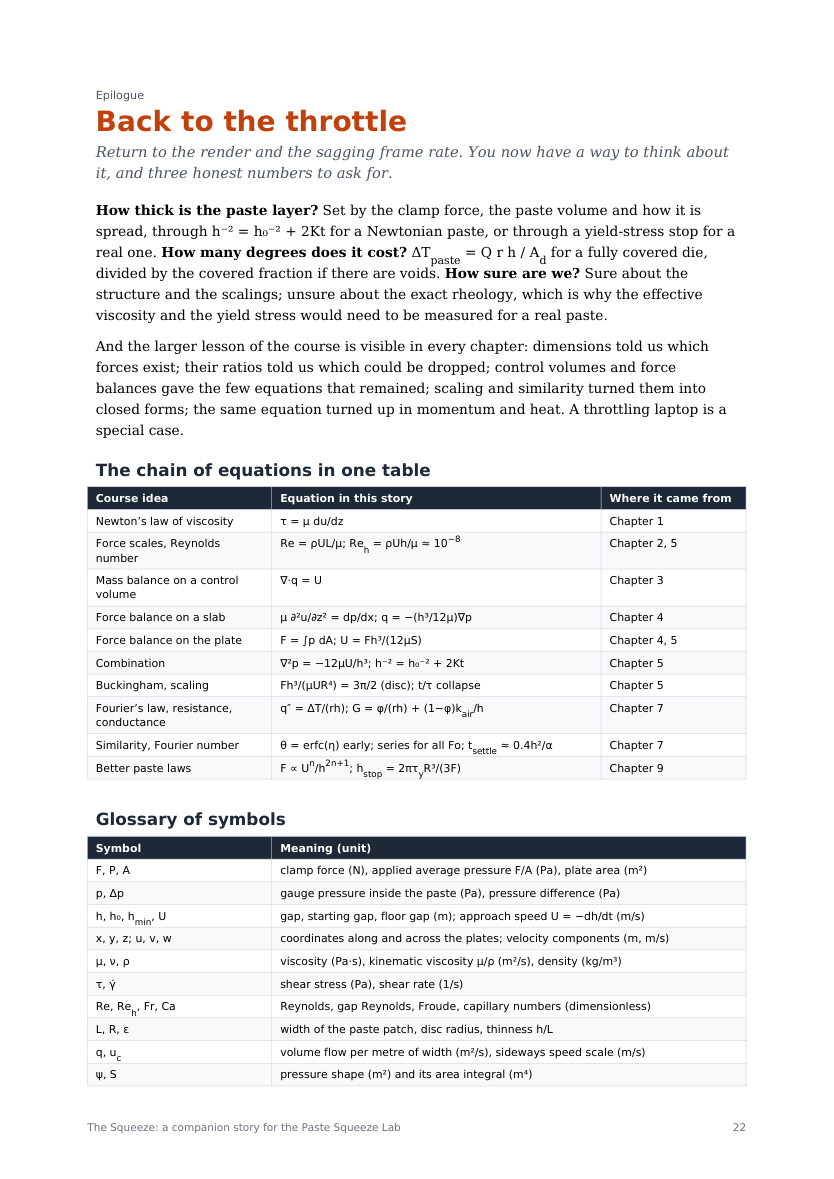 Epilogue
Back to the throttle
Return to the render and the sagging frame rate. You now have a way to think about
it, and three honest numbers to ask for.
How thick is the paste layer? Set by the clamp force, the paste volume and how it is
spread, through h⁻² = h₀⁻² + 2Kt for a Newtonian paste, or through a yield-stress stop for a
real one. How many degrees does it cost? ΔT_paste = Q r h / A_d for a fully covered die,
divided by the covered fraction if there are voids. How sure are we? Sure about the
structure and the scalings; unsure about the exact rheology, which is why the effective
viscosity and the yield stress would need to be measured for a real paste.
And the larger lesson of the course is visible in every chapter: dimensions told us which
forces exist; their ratios told us which could be dropped; control volumes and force
balances gave the few equations that remained; scaling and similarity turned them into
closed forms; the same equation turned up in momentum and heat. A throttling laptop is a
special case.
The chain of equations in one table
Course idea Equation in this story Where it came from
Newton’s law of viscosity τ = μ du/dz Chapter 1
Force scales, Reynolds number Re = ρUL/μ; Re_h = ρUh/μ ≈ 10⁻⁸ Chapter 2, 5
Mass balance on a control volume ∇·q = U Chapter 3
Force balance on a slab μ ∂²u/∂z² = dp/dx; q = −(h³/12μ)∇p Chapter 4
Force balance on the plate F = ∫p dA; U = Fh³/(12μS) Chapter 4, 5
Combination ∇²p = −12μU/h³; h⁻² = h₀⁻² + 2Kt Chapter 5
Buckingham, scaling Fh³/(μUR⁴) = 3π/2 (disc); t/τ collapse Chapter 5
Fourier’s law, resistance, conductance q″ = ΔT/(rh); G = φ/(rh) + (1−φ)k_air/h Chapter 7
Similarity, Fourier number θ = erfc(η) early; series for all Fo; t_settle ≈ 0.4h²/α Chapter 7
Better paste laws F ∝ Uⁿ/h²ⁿ⁺¹; h_stop = 2πτ_yR³/(3F) Chapter 9
Glossary of symbols
Symbol Meaning (unit)
F, P, A clamp force (N), applied average pressure F/A (Pa), plate area (m²)
p, Δp gauge pressure inside the paste (Pa), pressure difference (Pa)
h, h₀, h_min, U gap, starting gap, floor gap (m); approach speed U = −dh/dt (m/s)
x, y, z; u, v, w coordinates along and across the plates; velocity components (m, m/s)
μ, ν, ρ viscosity (Pa·s), kinematic viscosity μ/ρ (m²/s), density (kg/m³)
τ, γ̇ shear stress (Pa), shear rate (1/s)
Re, Re_h, Fr, Ca Reynolds, gap Reynolds, Froude, capillary numbers (dimensionless)
L, R, ε width of the paste patch, disc radius, thinness h/L
q, u_c volume flow per metre of width (m²/s), sideways speed scale (m/s)
ψ, S pressure shape (m²) and its area integral (m⁴)
The Squeeze: a companion story for the Paste Squeeze Lab 22